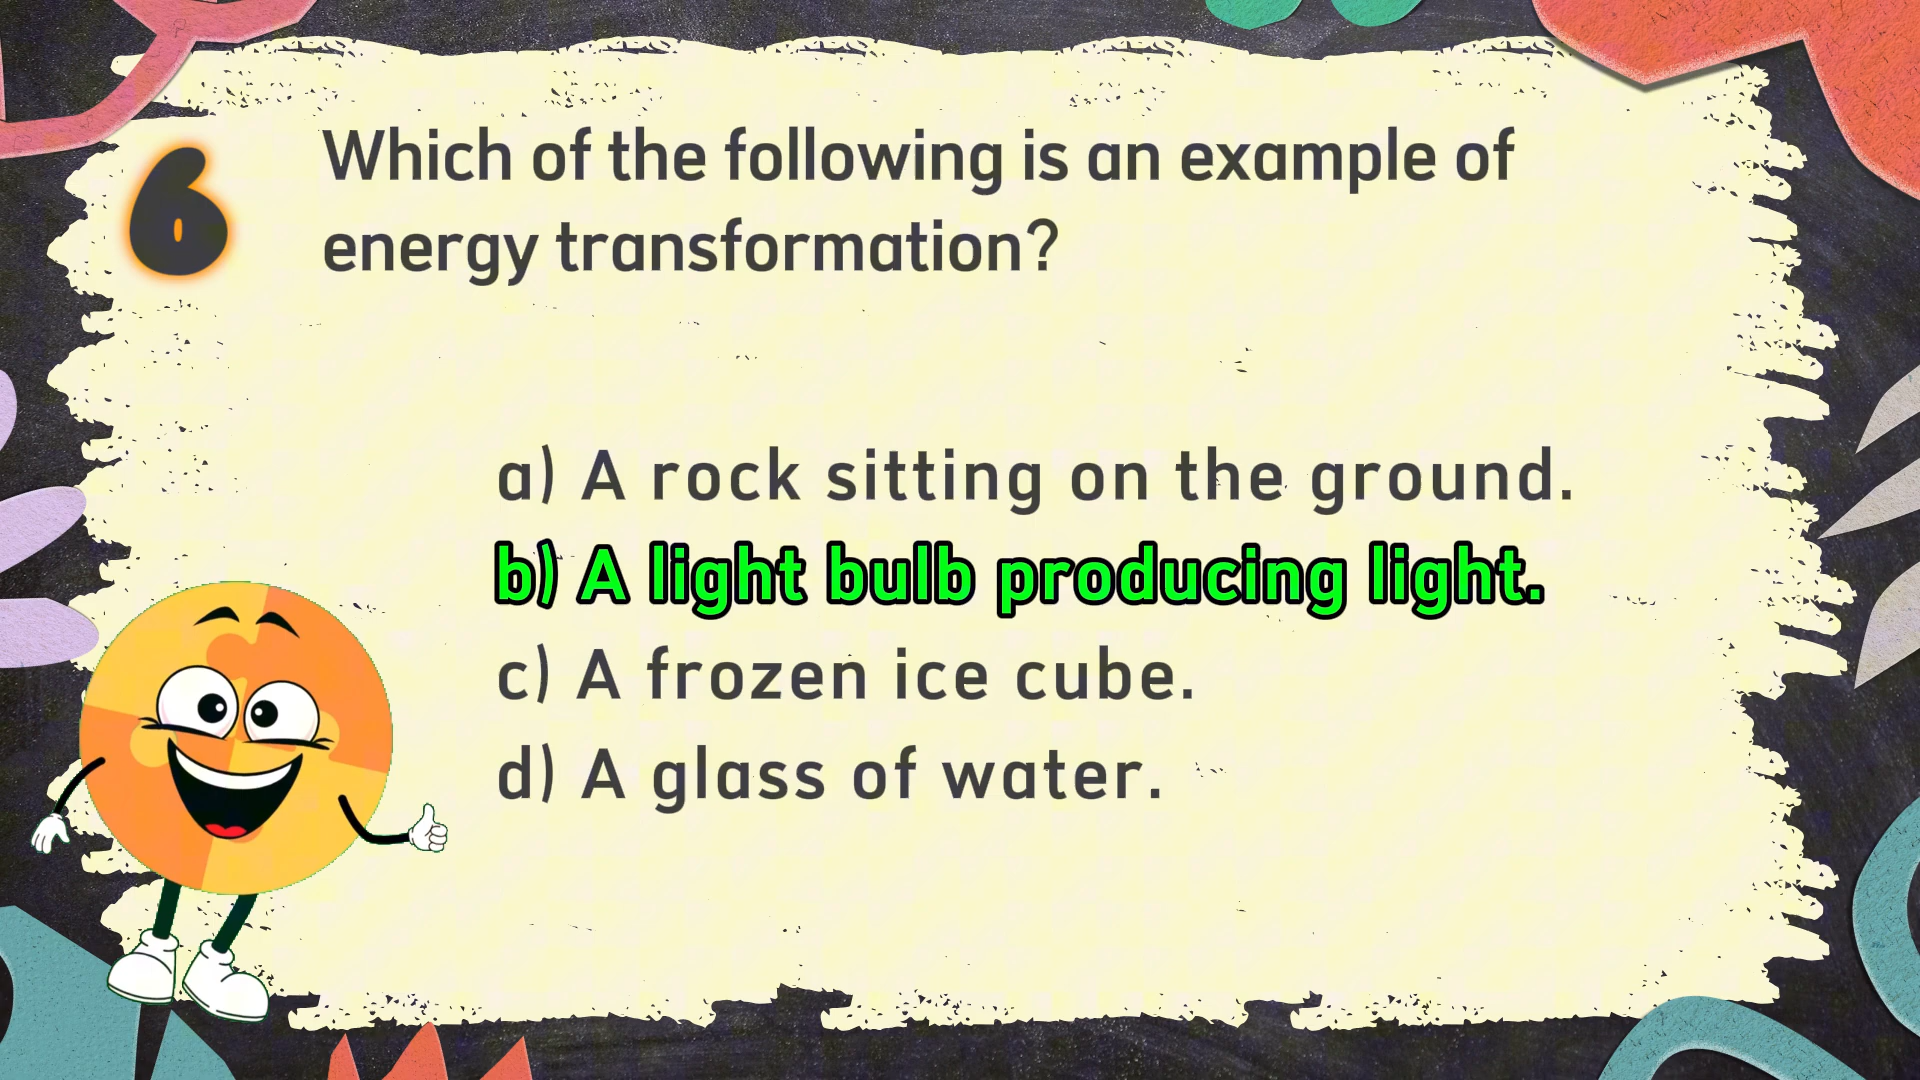 6
Which of the following is an example of
energy transformation?
a) A rock sitting on the ground.
b) A light bulb producing light.
c) A frozen ice cube.
d) A glass of water.